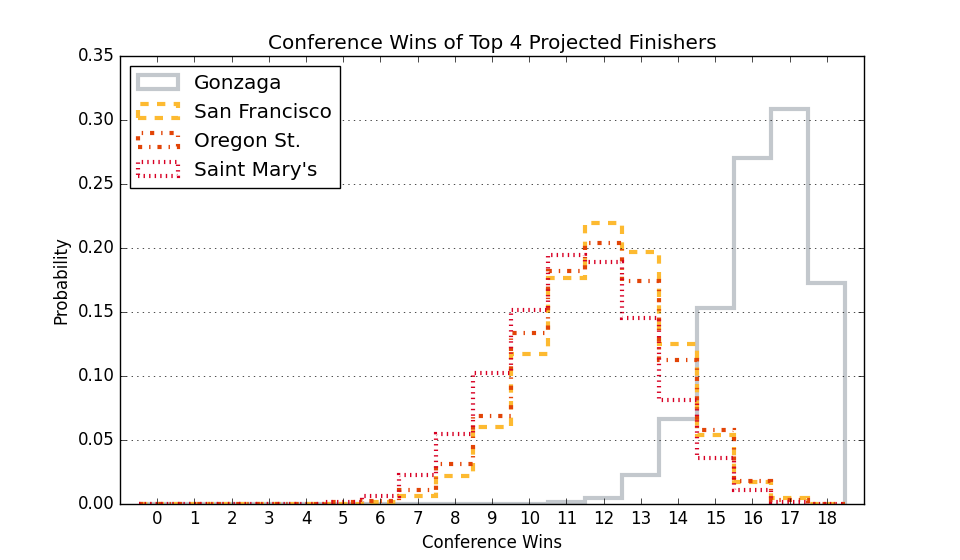 Conference Wins of Top 4 Projected Finishers
0.35
0.30
0.25
0.20
0.15
0.10
0.05
0.00
Probability
Gonzaga
San Francisco
Oregon St.
Saint Mary's
0 1 2 3 4 5 6 7 8 9 10 11 12 13 14 15 16 17 18
Conference Wins